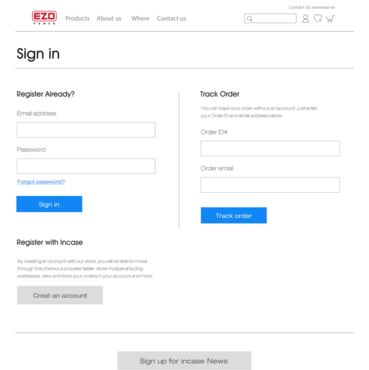 Contact Us: xxxxxxxx-xx
EZO
POWER
Products About us Where Contact us
Sign in
Register Already?
Email address
Password
Forgot password?
Sign in
Track Order
You can track your order without an account! Just enter
your Order ID and email address below.
Order ID#
Order email
Track order
Register with Incase
By creating an account with our store, you will be able to move
through the checkout process faster, store multiple shipping
addresses, view and track your orders in your account and more.
Creat an account
Sign up for incase News